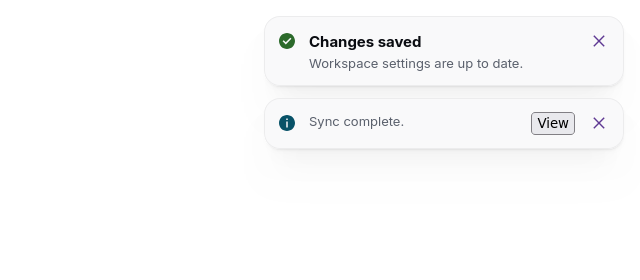 Changes saved
Workspace settings are up to date.
Sync complete.
View